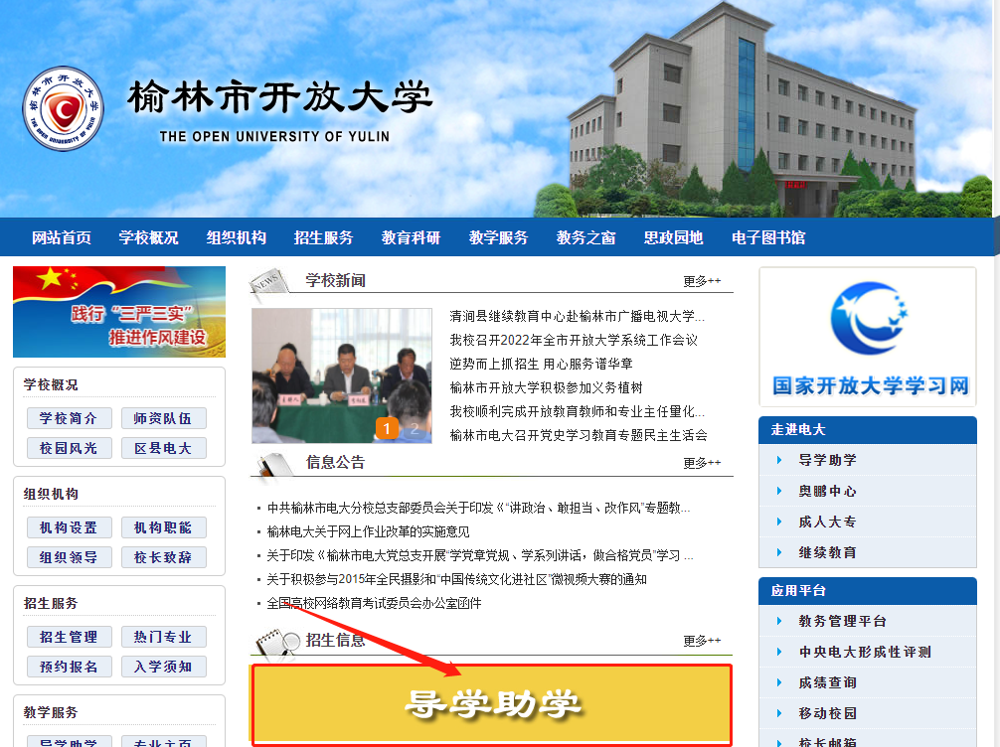 榆林市开放大学
THE OPEN UNIVERSITY OF YULIN
榆林市开放大学
THE OPEN UNIVERSITY OF YULIN
网站首页 学校概况 组织机构 招生服务 教育科研 教学服务 教务之窗 思政园地 电子图书馆
践行“三严三实”
推进作风建设
学校概况
学校简介 师资队伍
校园风光 区县电大
组织机构
机构设置 机构职能
组织领导 校长致辞
招生服务
招生管理 热门专业
预约报名 入学须知
教学服务
导学助学 专业主页
NEWS
学校新闻 更多++
1 2
清涧县继续教育中心赴榆林市广播电视大学...
我校召开2022年全市开放大学系统工作会议
逆势而上抓招生 用心服务谱华章
榆林市开放大学积极参加义务植树
我校顺利完成开放教育教师和专业主任量化...
榆林市电大召开党史学习教育专题民主生活会
信息公告 更多++
中共榆林市电大分校总支部委员会关于印发《“讲政治、敢担当、改作风”专题教...
榆林电大关于网上作业改革的实施意见
关于印发《榆林市电大党总支开展“学党章党规、学系列讲话，做合格党员”学习 ...
关于积极参与2015年全民摄影和“中国传统文化进社区”微视频大赛的通知
全国高校网络教育考试委员会办公室函件
招生信息 更多++
导学助学
国家开放大学学习网
走进电大
导学助学
奥鹏中心
成人大专
继续教育
应用平台
教务管理平台
中央电大形成性评测
成绩查询
移动校园
校长邮箱